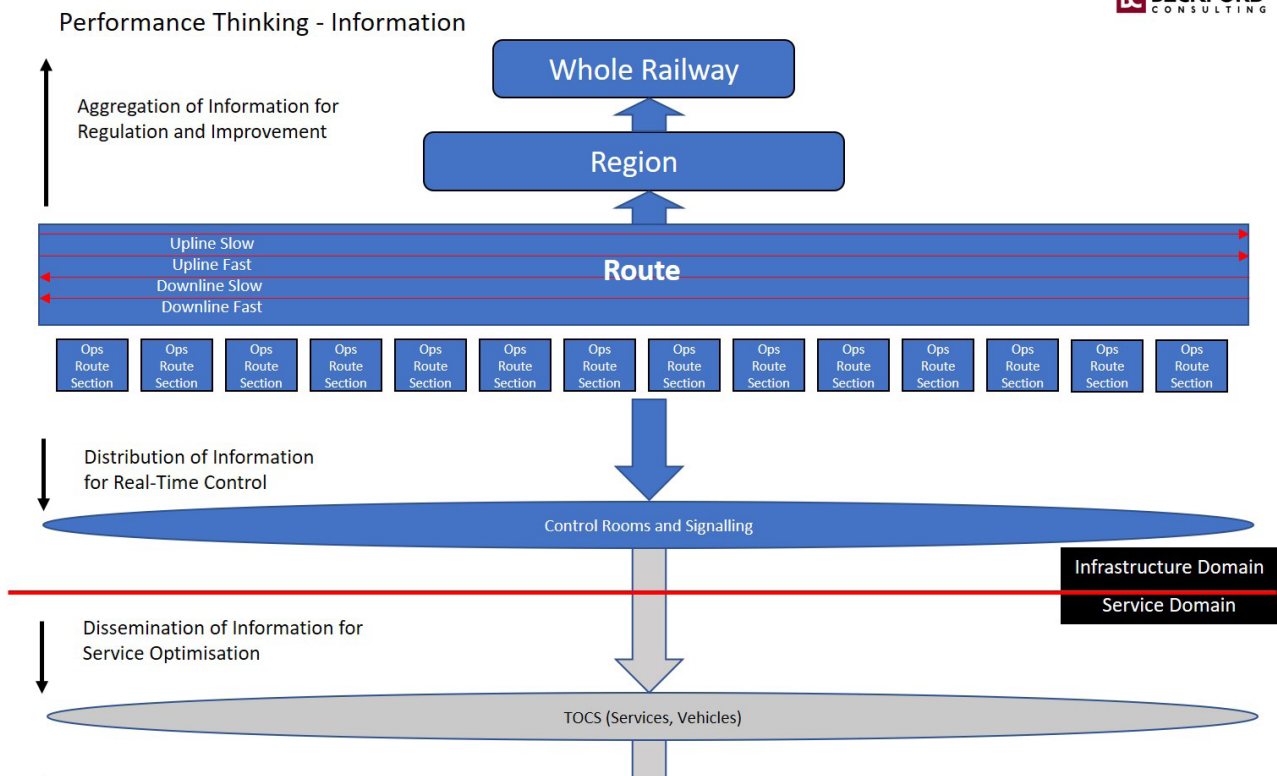 BC BECKFORD
CONSULTING
Performance Thinking - Information
Whole Railway
Aggregation of Information for
Regulation and Improvement
Region
Upline Slow
Upline Fast
Route
Downline Slow
Downline Fast
Ops
Route
Section
Ops
Route
Section
Ops
Route
Section
Ops
Route
Section
Ops
Route
Section
Ops
Route
Section
Ops
Route
Section
Ops
Route
Section
Ops
Route
Section
Ops
Route
Section
Ops
Route
Section
Ops
Route
Section
Ops
Route
Section
Ops
Route
Section
Distribution of Information
for Real-Time Control
Control Rooms and Signalling
Infrastructure Domain
Service Domain
Dissemination of Information for
Service Optimisation
TOCS (Services, Vehicles)